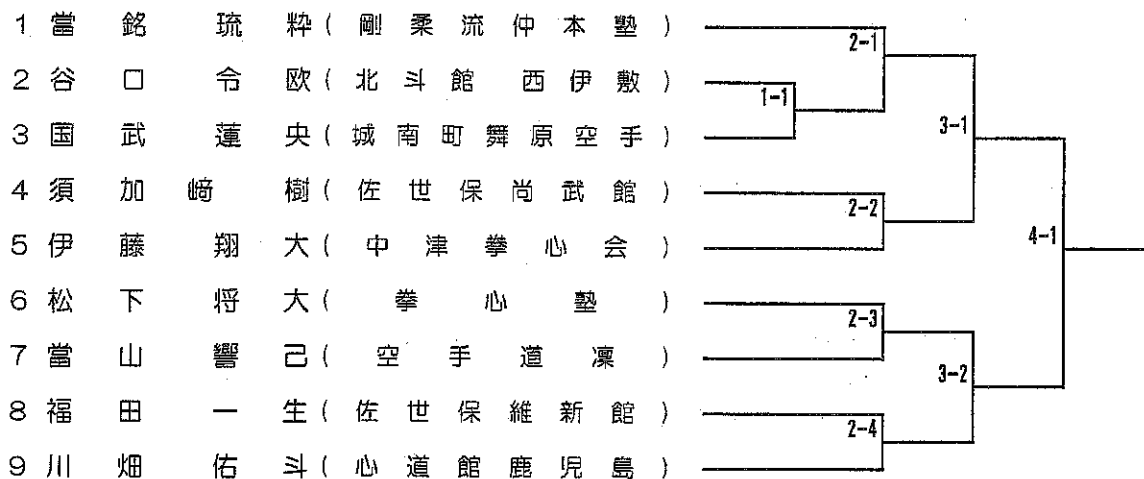 1 當銘琉粋(剛柔流仲本塾)
2 谷口令欧(北斗館 西伊敷)
3 国武蓮央(城南町舞原空手)
4 須加﨑樹(佐世保尚武館)
5 伊藤翔大(中津拳心会)
6 松下将大(拳心塾)
7 當山響己(空手道凜)
8 福田一生(佐世保維新館)
9 川畑佑斗(心道館鹿児島)
2-1
1-1
3-1
2-2
4-1
2-3
3-2
2-4